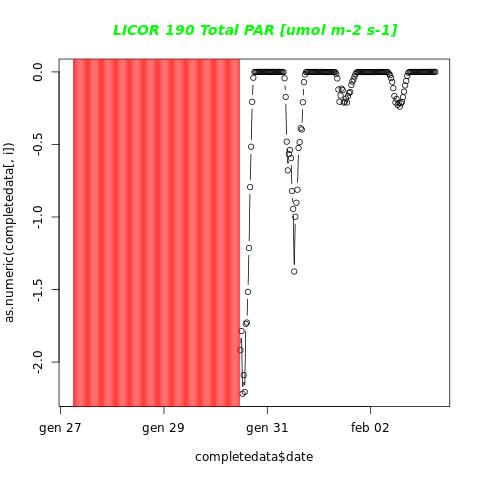 LICOR 190 Total PAR [umol m-2 s-1]
as.numeric(completedata[, i])
0.0
-0.5
-1.0
-1.5
-2.0
gen 27 gen 29 gen 31 feb 02
completedata$date